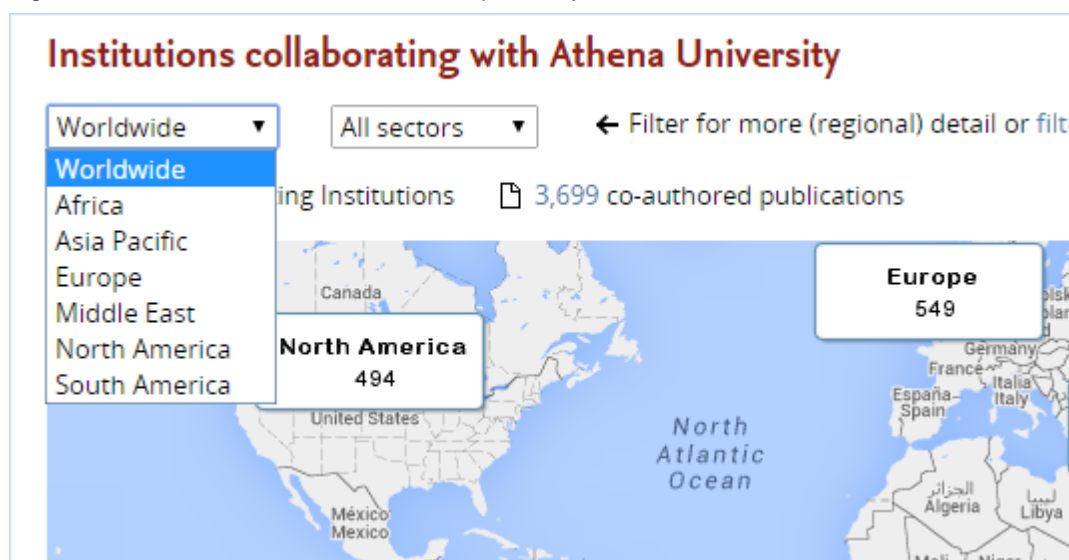 Institutions collaborating with Athena University
Worldwide
All sectors
← Filter for more (regional) detail or
Worldwide
Africa
Asia Pacific
Europe
Middle East
North America
South America
Institutions
3,699 co-authored publications
Europe
549
North America
494
Canada
United States
México
Mexico
North
Atlantic
Ocean
Germany
France
España
Spain
Italia
Italy
الجزائر
Algeria
ليبيا
Libya
Mali
Niger